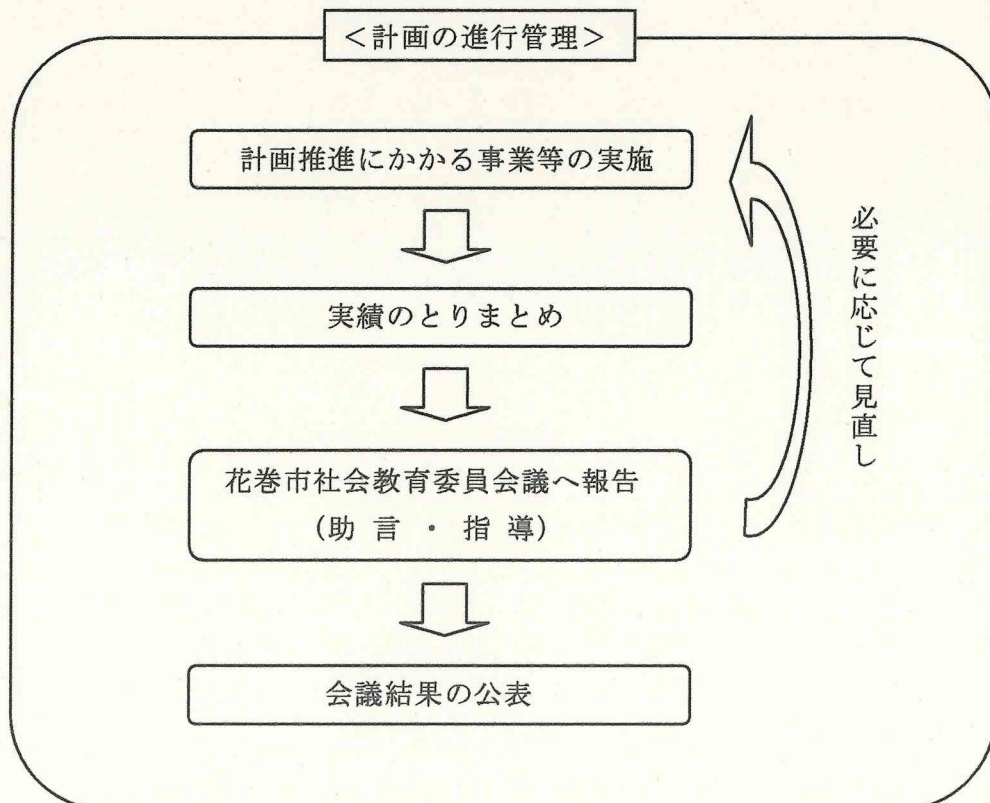 <計画の進行管理>
計画推進にかかる事業等の実施
実績のとりまとめ
花巻市社会教育委員会議へ報告
(助言・指導)
会議結果の公表
必要に応じて見直し